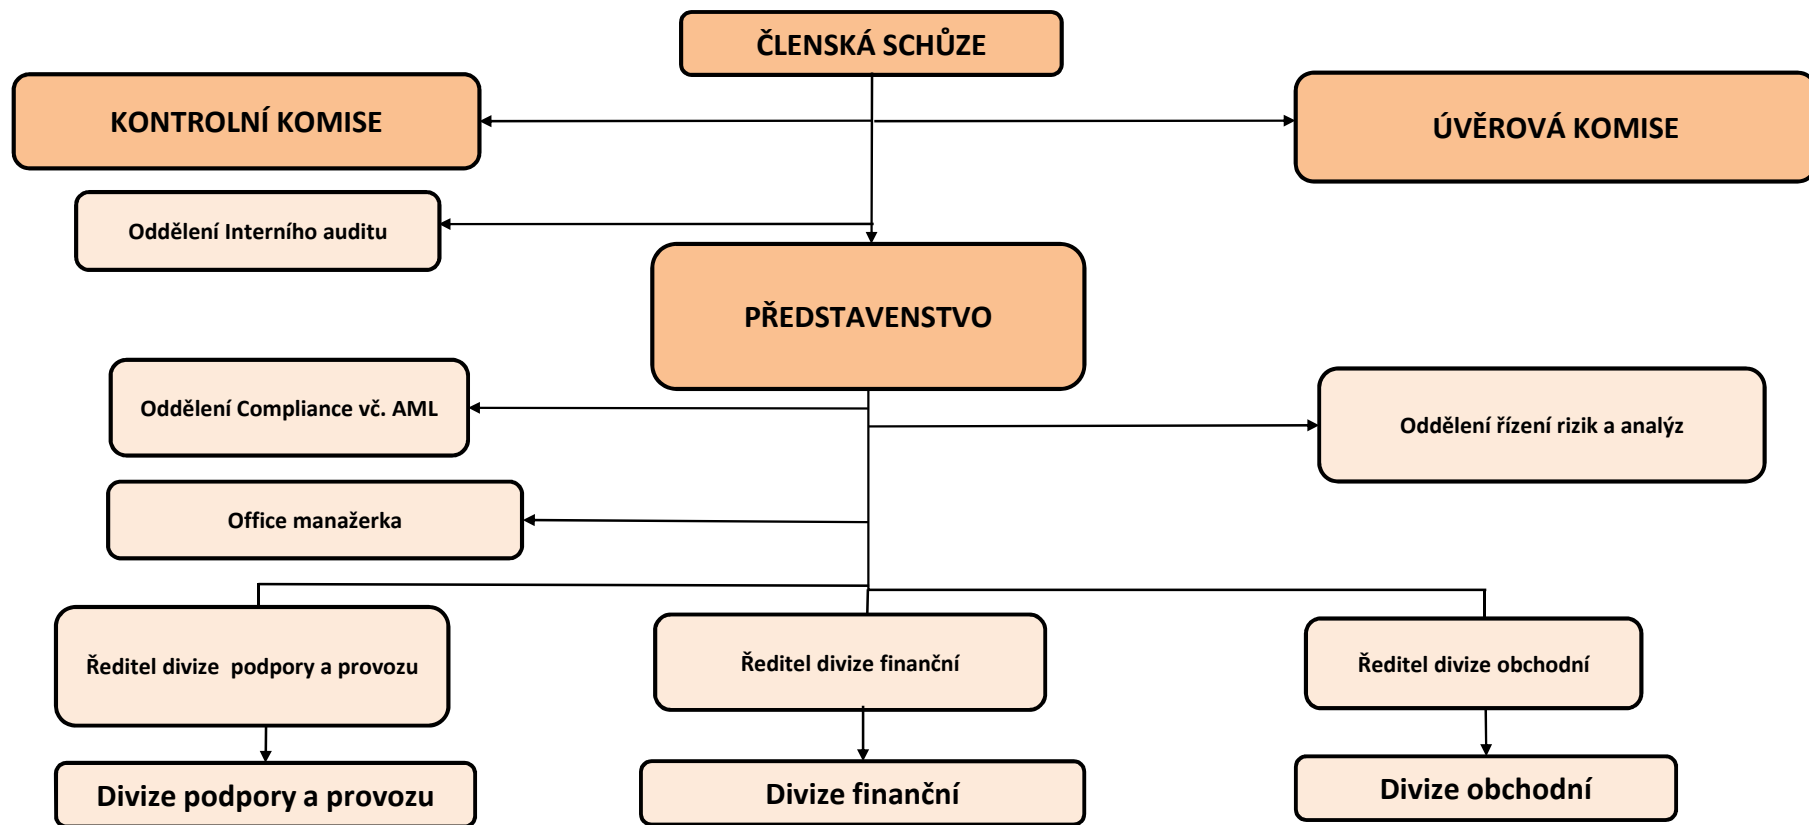 ČLENSKÁ SCHŮZE
KONTROLNÍ KOMISE
ÚVĚROVÁ KOMISE
Oddělení Interního auditu
PŘEDSTAVENSTVO
Oddělení Compliance vč. AML
Oddělení řízení rizik a analýz
Office manažerka
Ředitel divize podpory a provozu
Ředitel divize finanční
Ředitel divize obchodní
Divize podpory a provozu
Divize finanční
Divize obchodní